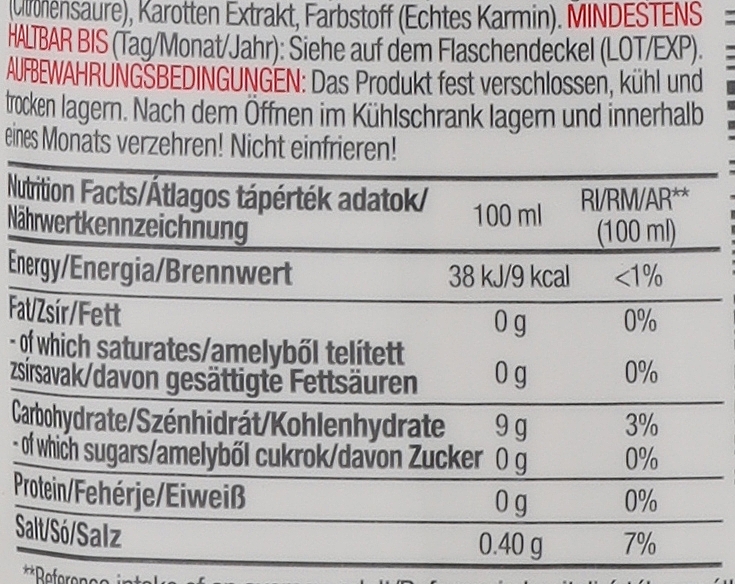 (Citronensäure), Karotten Extrakt, Farbstoff (Echtes Karmin). MINDESTENS
HALTBAR BIS (Tag/Monat/Jahr): Siehe auf dem Flaschendeckel (LOT/EXP).
AUFBEWAHRUNGSBEDINGUNGEN: Das Produkt fest verschlossen, kühl und
trocken lagern. Nach dem Öffnen im Kühlschrank lagern und innerhalb
eines Monats verzehren! Nicht einfrieren!
Nutrition Facts/Átlagos tápérték adatok/
Nährwertkennzeichnung 100 ml RI/RM/AR** (100 ml)
Energy/Energia/Brennwert 38 kJ/9 kcal <1%
Fat/Zsír/Fett 0 g 0%
- of which saturates/amelyből telített
zsírsavak/davon gesättigte Fettsäuren 0 g 0%
Carbohydrate/Szénhidrát/Kohlenhydrate 9 g 3%
- of which sugars/amelyből cukrok/davon Zucker 0 g 0%
Protein/Fehérje/Eiweiß 0 g 0%
Salt/Só/Salz 0.40 g 7%
**Reference intake of an